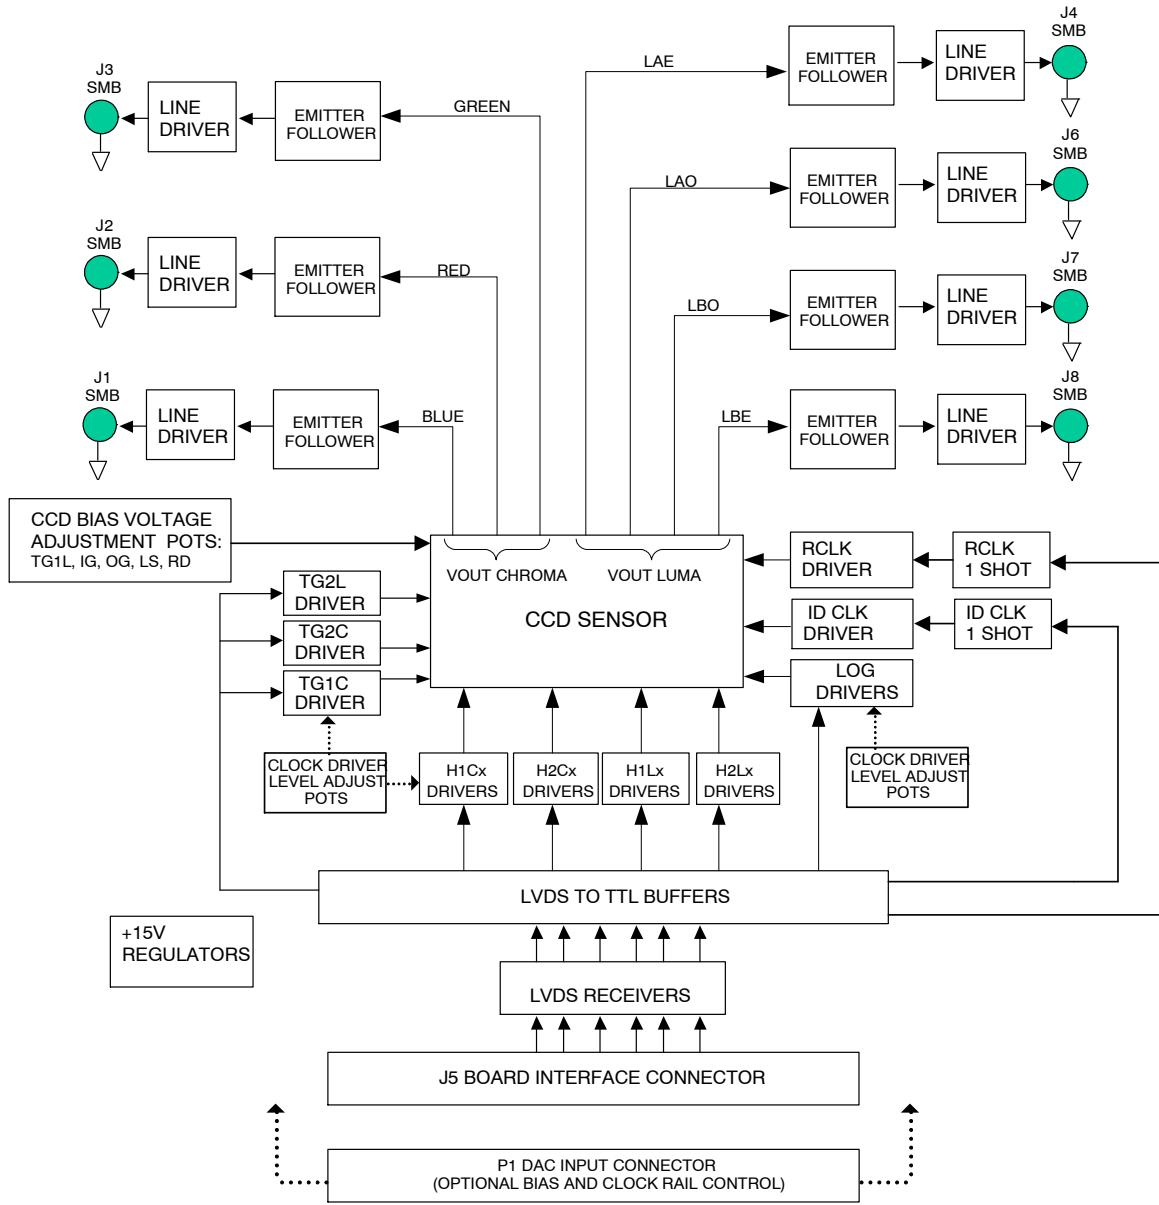 J3
SMB
LINE
DRIVER
EMITTER
FOLLOWER
GREEN
J2
SMB
LINE
DRIVER
EMITTER
FOLLOWER
RED
J1
SMB
LINE
DRIVER
EMITTER
FOLLOWER
BLUE
LAE
EMITTER
FOLLOWER
LINE
DRIVER
J4
SMB
LAO
EMITTER
FOLLOWER
LINE
DRIVER
J6
SMB
LBO
EMITTER
FOLLOWER
LINE
DRIVER
J7
SMB
LBE
EMITTER
FOLLOWER
LINE
DRIVER
J8
SMB
CCD BIAS VOLTAGE
ADJUSTMENT POTS:
TG1L, IG, OG, LS, RD
VOUT CHROMA
VOUT LUMA
CCD SENSOR
TG2L
DRIVER
TG2C
DRIVER
TG1C
DRIVER
RCLK
DRIVER
RCLK
1 SHOT
ID CLK
DRIVER
ID CLK
1 SHOT
LOG
DRIVERS
CLOCK DRIVER
LEVEL ADJUST
POTS
H1Cx
DRIVERS
H2Cx
DRIVERS
H1Lx
DRIVERS
H2Lx
DRIVERS
CLOCK DRIVER
LEVEL ADJUST
POTS
LVDS TO TTL BUFFERS
+15V
REGULATORS
LVDS RECEIVERS
J5 BOARD INTERFACE CONNECTOR
P1 DAC INPUT CONNECTOR
(OPTIONAL BIAS AND CLOCK RAIL CONTROL)